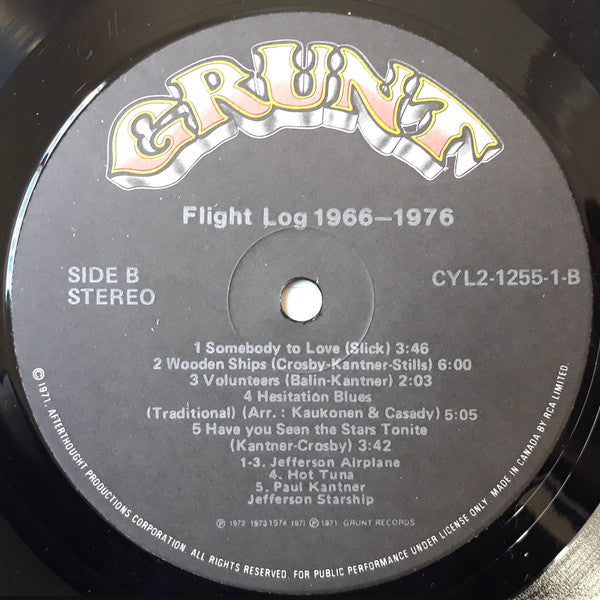 GRUNT
Flight Log 1966—1976
SIDE B
STEREO
CYL2-1255-1-B
1 Somebody to Love (Slick) 3:46
2 Wooden Ships (Crosby-Kantner-Stills) 6:00
3 Volunteers (Balin-Kantner) 2:03
4 Hesitation Blues
(Traditional) (Arr. : Kaukonen & Casady) 5:05
5 Have you Seen the Stars Tonite
(Kantner-Crosby) 3:42
1-3. Jefferson Airplane
4. Hot Tuna
5. Paul Kantner
Jefferson Starship
℗ 1972 1973 1974 1971 ℗ 1971. GRUNT RECORDS
© 1971. AFTERTHOUGHT PRODUCTIONS CORPORATION. ALL RIGHTS RESERVED. FOR PUBLIC PERFORMANCE UNDER LICENSE ONLY. MADE IN CANADA BY RCA LIMITED.